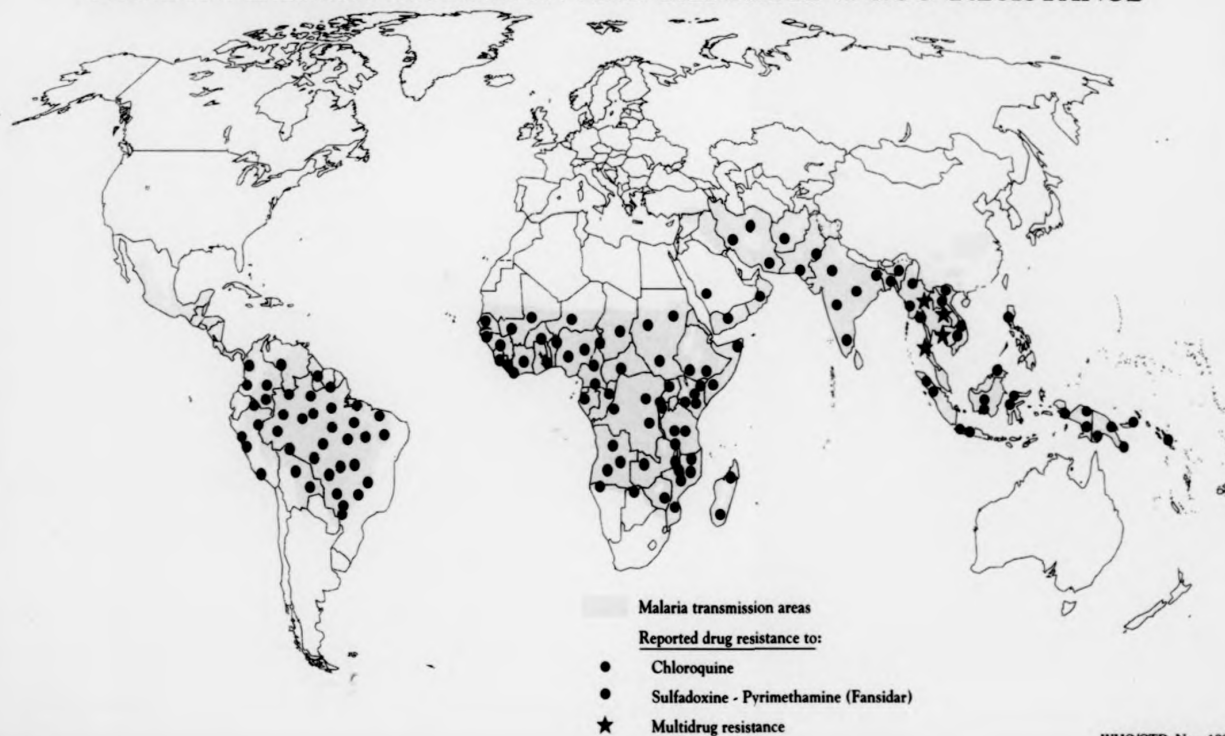 Malaria transmission areas
Reported drug resistance to:
Chloroquine
Sulfadoxine - Pyrimethamine (Fansidar)
Multidrug resistance